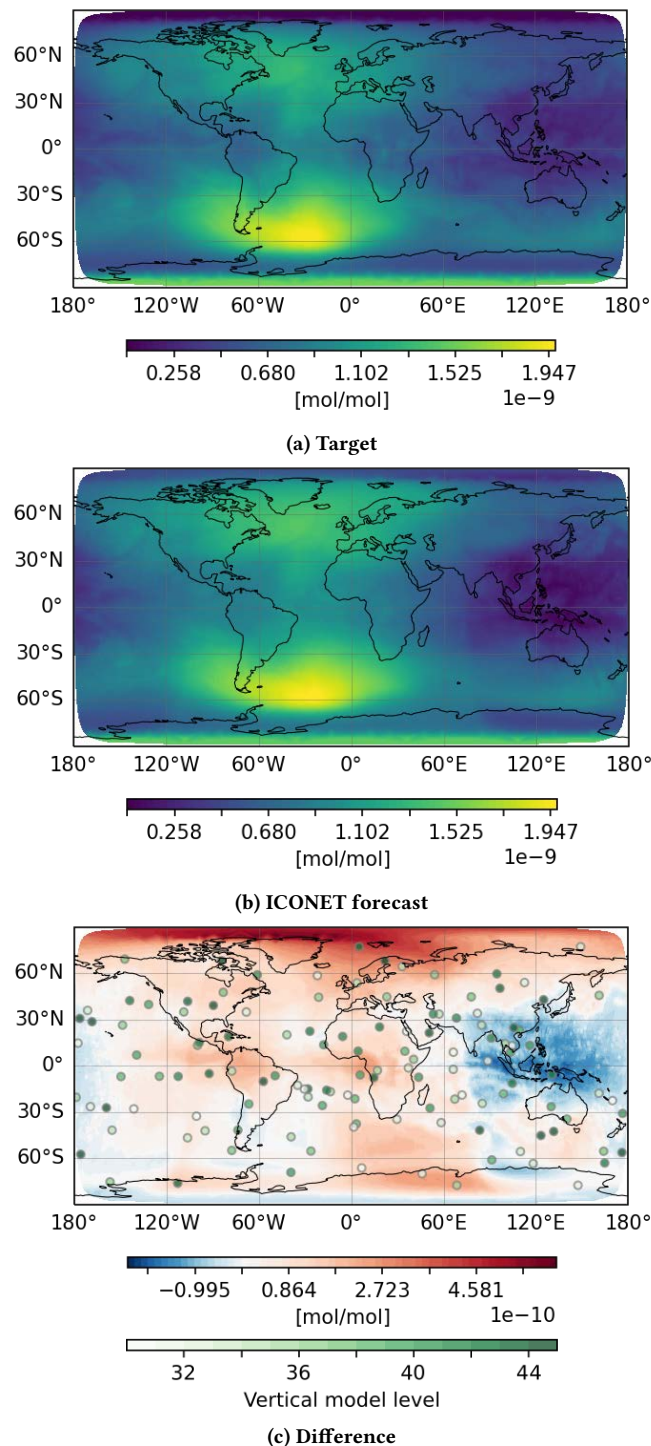 60°N
30°N
0°
30°S
60°S
180° 120°W 60°W 0° 60°E 120°E 180°
0.258 0.680 1.102 1.525 1.947
[mol/mol] 1e−9
(a) Target
60°N
30°N
0°
30°S
60°S
180° 120°W 60°W 0° 60°E 120°E 180°
0.258 0.680 1.102 1.525 1.947
[mol/mol] 1e−9
(b) ICONET forecast
60°N
30°N
0°
30°S
60°S
180° 120°W 60°W 0° 60°E 120°E 180°
−0.995 0.864 2.723 4.581
[mol/mol] 1e−10
32 36 40 44
Vertical model level
(c) Difference